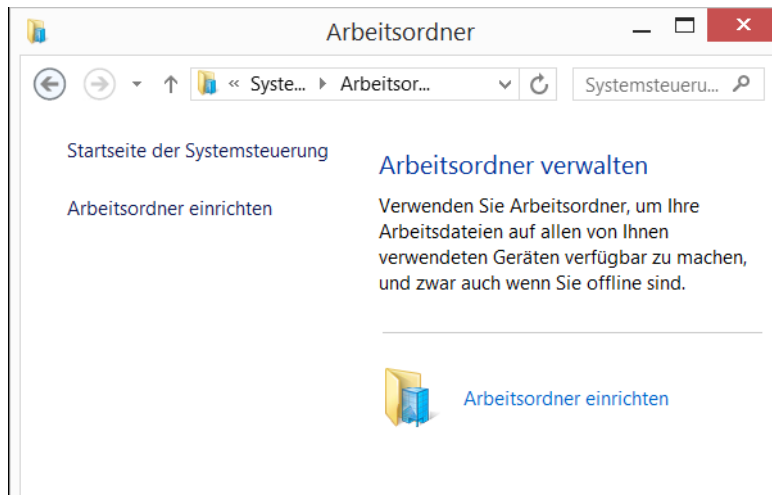 Arbeitsordner
« Syste... Arbeitsor...
Systemsteueru...
Startseite der Systemsteuerung
Arbeitsordner einrichten
Arbeitsordner verwalten
Verwenden Sie Arbeitsordner, um Ihre
Arbeitsdateien auf allen von Ihnen
verwendeten Geräten verfügbar zu machen,
und zwar auch wenn Sie offline sind.
Arbeitsordner einrichten